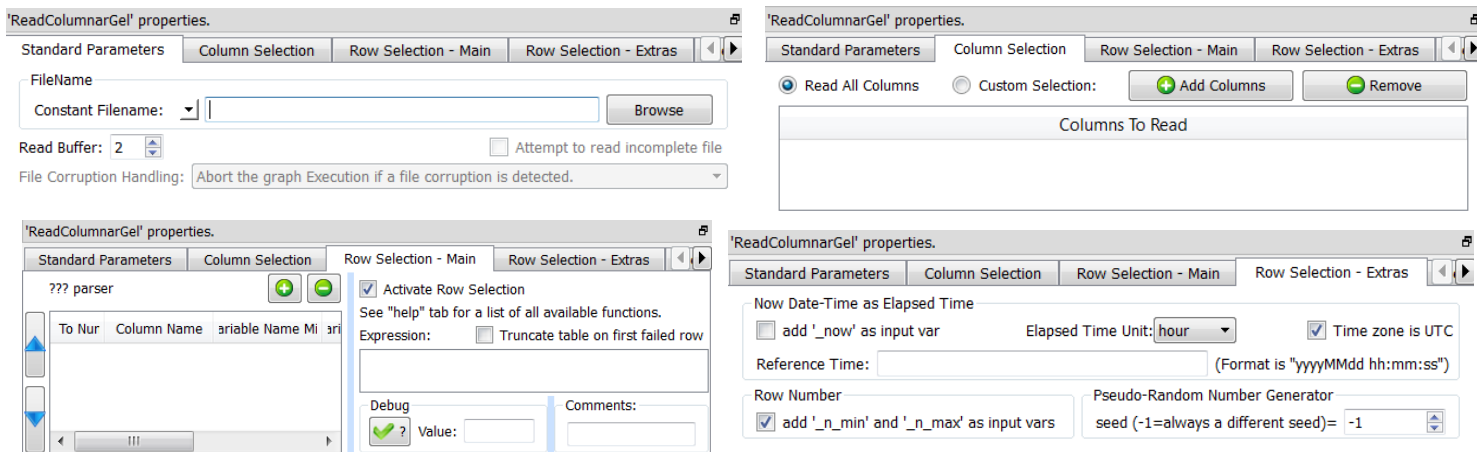 'ReadColumnarGel' properties.
Standard Parameters Column Selection Row Selection - Main Row Selection - Extras
FileName
Constant Filename: Browse
Read Buffer: 2 Attempt to read incomplete file
File Corruption Handling: Abort the graph Execution if a file corruption is detected.
'ReadColumnarGel' properties.
Standard Parameters Column Selection Row Selection - Main Row Selection - Extras
Read All Columns Custom Selection: Add Columns Remove
Columns To Read
'ReadColumnarGel' properties.
Standard Parameters Column Selection Row Selection - Main Row Selection - Extras
??? parser
To Nur Column Name ariable Name Mi ari
Activate Row Selection
See "help" tab for a list of all available functions.
Expression: Truncate table on first failed row
Debug Comments:
? Value:
'ReadColumnarGel' properties.
Standard Parameters Column Selection Row Selection - Main Row Selection - Extras
Now Date-Time as Elapsed Time
add '_now' as input var Elapsed Time Unit: hour Time zone is UTC
Reference Time: (Format is "yyyyMMdd hh:mm:ss")
Row Number Pseudo-Random Number Generator
add '_n_min' and '_n_max' as input vars seed (-1=always a different seed)= -1